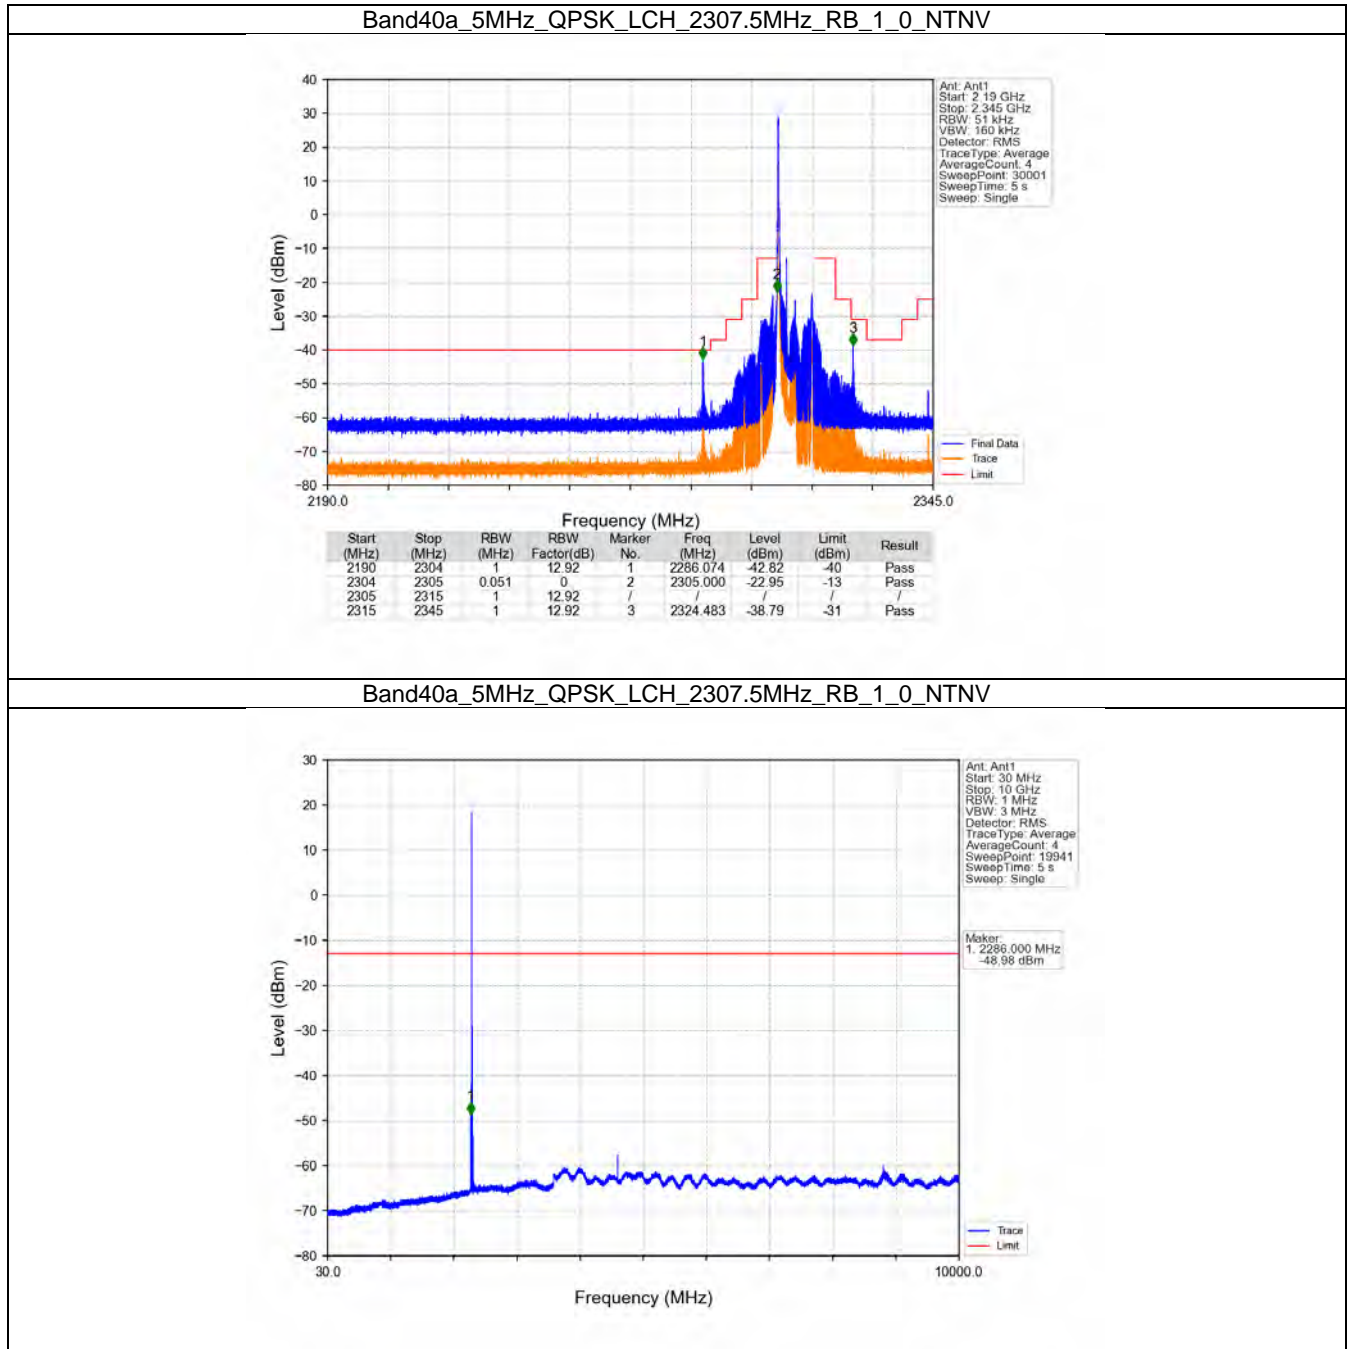 Band40a_5MHz_QPSK_LCH_2307.5MHz_RB_1_0_NTNV
40
30
20
10
0
−10
−20
−30
−40
−50
−60
−70
−80
Level (dBm)
1
2
3
2190.0
2345.0
Frequency (MHz)
Ant: Ant1
Start: 2.19 GHz
Stop: 2.345 GHz
RBW: 51 kHz
VBW: 160 kHz
Detector: RMS
TraceType: Average
AverageCount: 4
SweepPoint: 30001
SweepTime: 5 s
Sweep: Single
Final Data
Trace
Limit
Start (MHz) Stop (MHz) RBW (MHz) RBW Factor(dB) Marker No. Freq (MHz) Level (dBm) Limit (dBm) Result
2190 2304 1 12.92 1 2286.074 -42.82 -40 Pass
2304 2305 0.051 0 2 2305.000 -22.95 -13 Pass
2305 2315 1 12.92 / / / / /
2315 2345 1 12.92 3 2324.483 -38.79 -31 Pass
Band40a_5MHz_QPSK_LCH_2307.5MHz_RB_1_0_NTNV
30
20
10
0
−10
−20
−30
−40
−50
−60
−70
−80
Level (dBm)
1
30.0
10000.0
Frequency (MHz)
Ant: Ant1
Start: 30 MHz
Stop: 10 GHz
RBW: 1 MHz
VBW: 3 MHz
Detector: RMS
TraceType: Average
AverageCount: 4
SweepPoint: 19941
SweepTime: 5 s
Sweep: Single
Maker:
1. 2286.000 MHz
-48.98 dBm
Trace
Limit